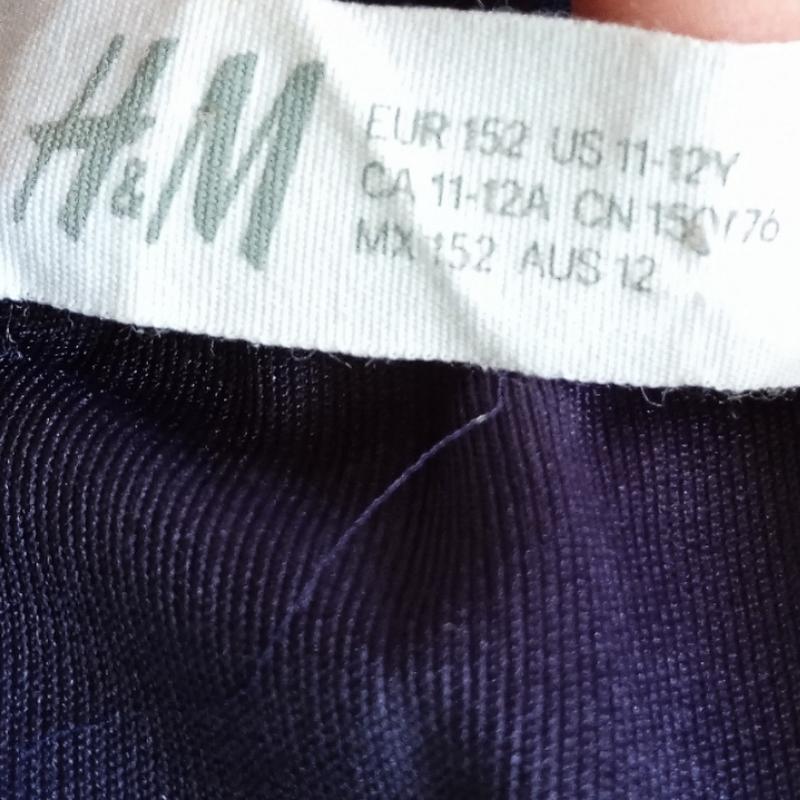 H&M
EUR 152 US 11-12Y
CA 11-12A CN 150/76
MX 152 AUS 12